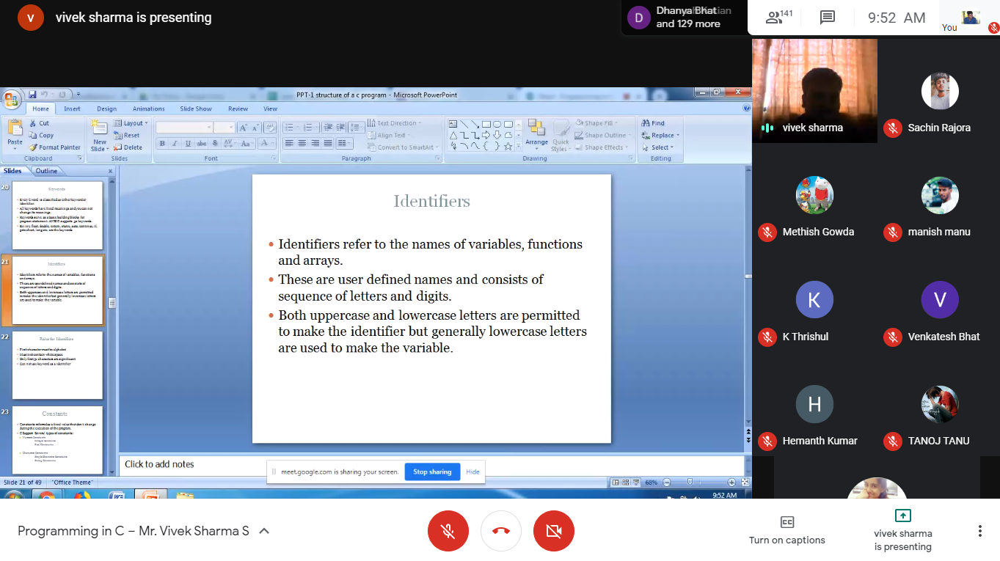 V
vivek sharma is presenting
D
and 129 more
141
9:52 AM
You
PPT-1 structure of a c program - Microsoft PowerPoint
Home Insert Design Animations Slide Show Review View
Paste
Cut
Copy
Format Painter
Clipboard
New
Slide
Layout
Reset
Delete
Slides
B I U abc S AV Aa A
Font
Text Direction
Align Text
Convert to SmartArt
Paragraph
Arrange
Quick
Styles
Shape Fill
Shape Outline
Shape Effects
Drawing
Find
Replace
Select
Editing
Slides Outline
20
Keywords
21
Identifiers
22
Rules for Identifiers
23
Constants
Identifiers
Identifiers refer to the names of variables, functions
and arrays.
These are user defined names and consists of
sequence of letters and digits.
Both uppercase and lowercase letters are permitted
to make the identifier but generally lowercase letters
are used to make the variable.
Click to add notes
meet.google.com is sharing your screen. Stop sharing Hide
Slide 21 of 49 "Office Theme" 68%
9:52 AM
vivek sharma
Sachin Rajora
Methish Gowda
manish manu
K
K Thrishul
V
Venkatesh Bhat
H
Hemanth Kumar
TANOJ TANU
Programming in C – Mr. Vivek Sharma S
CC
Turn on captions
vivek sharma
is presenting